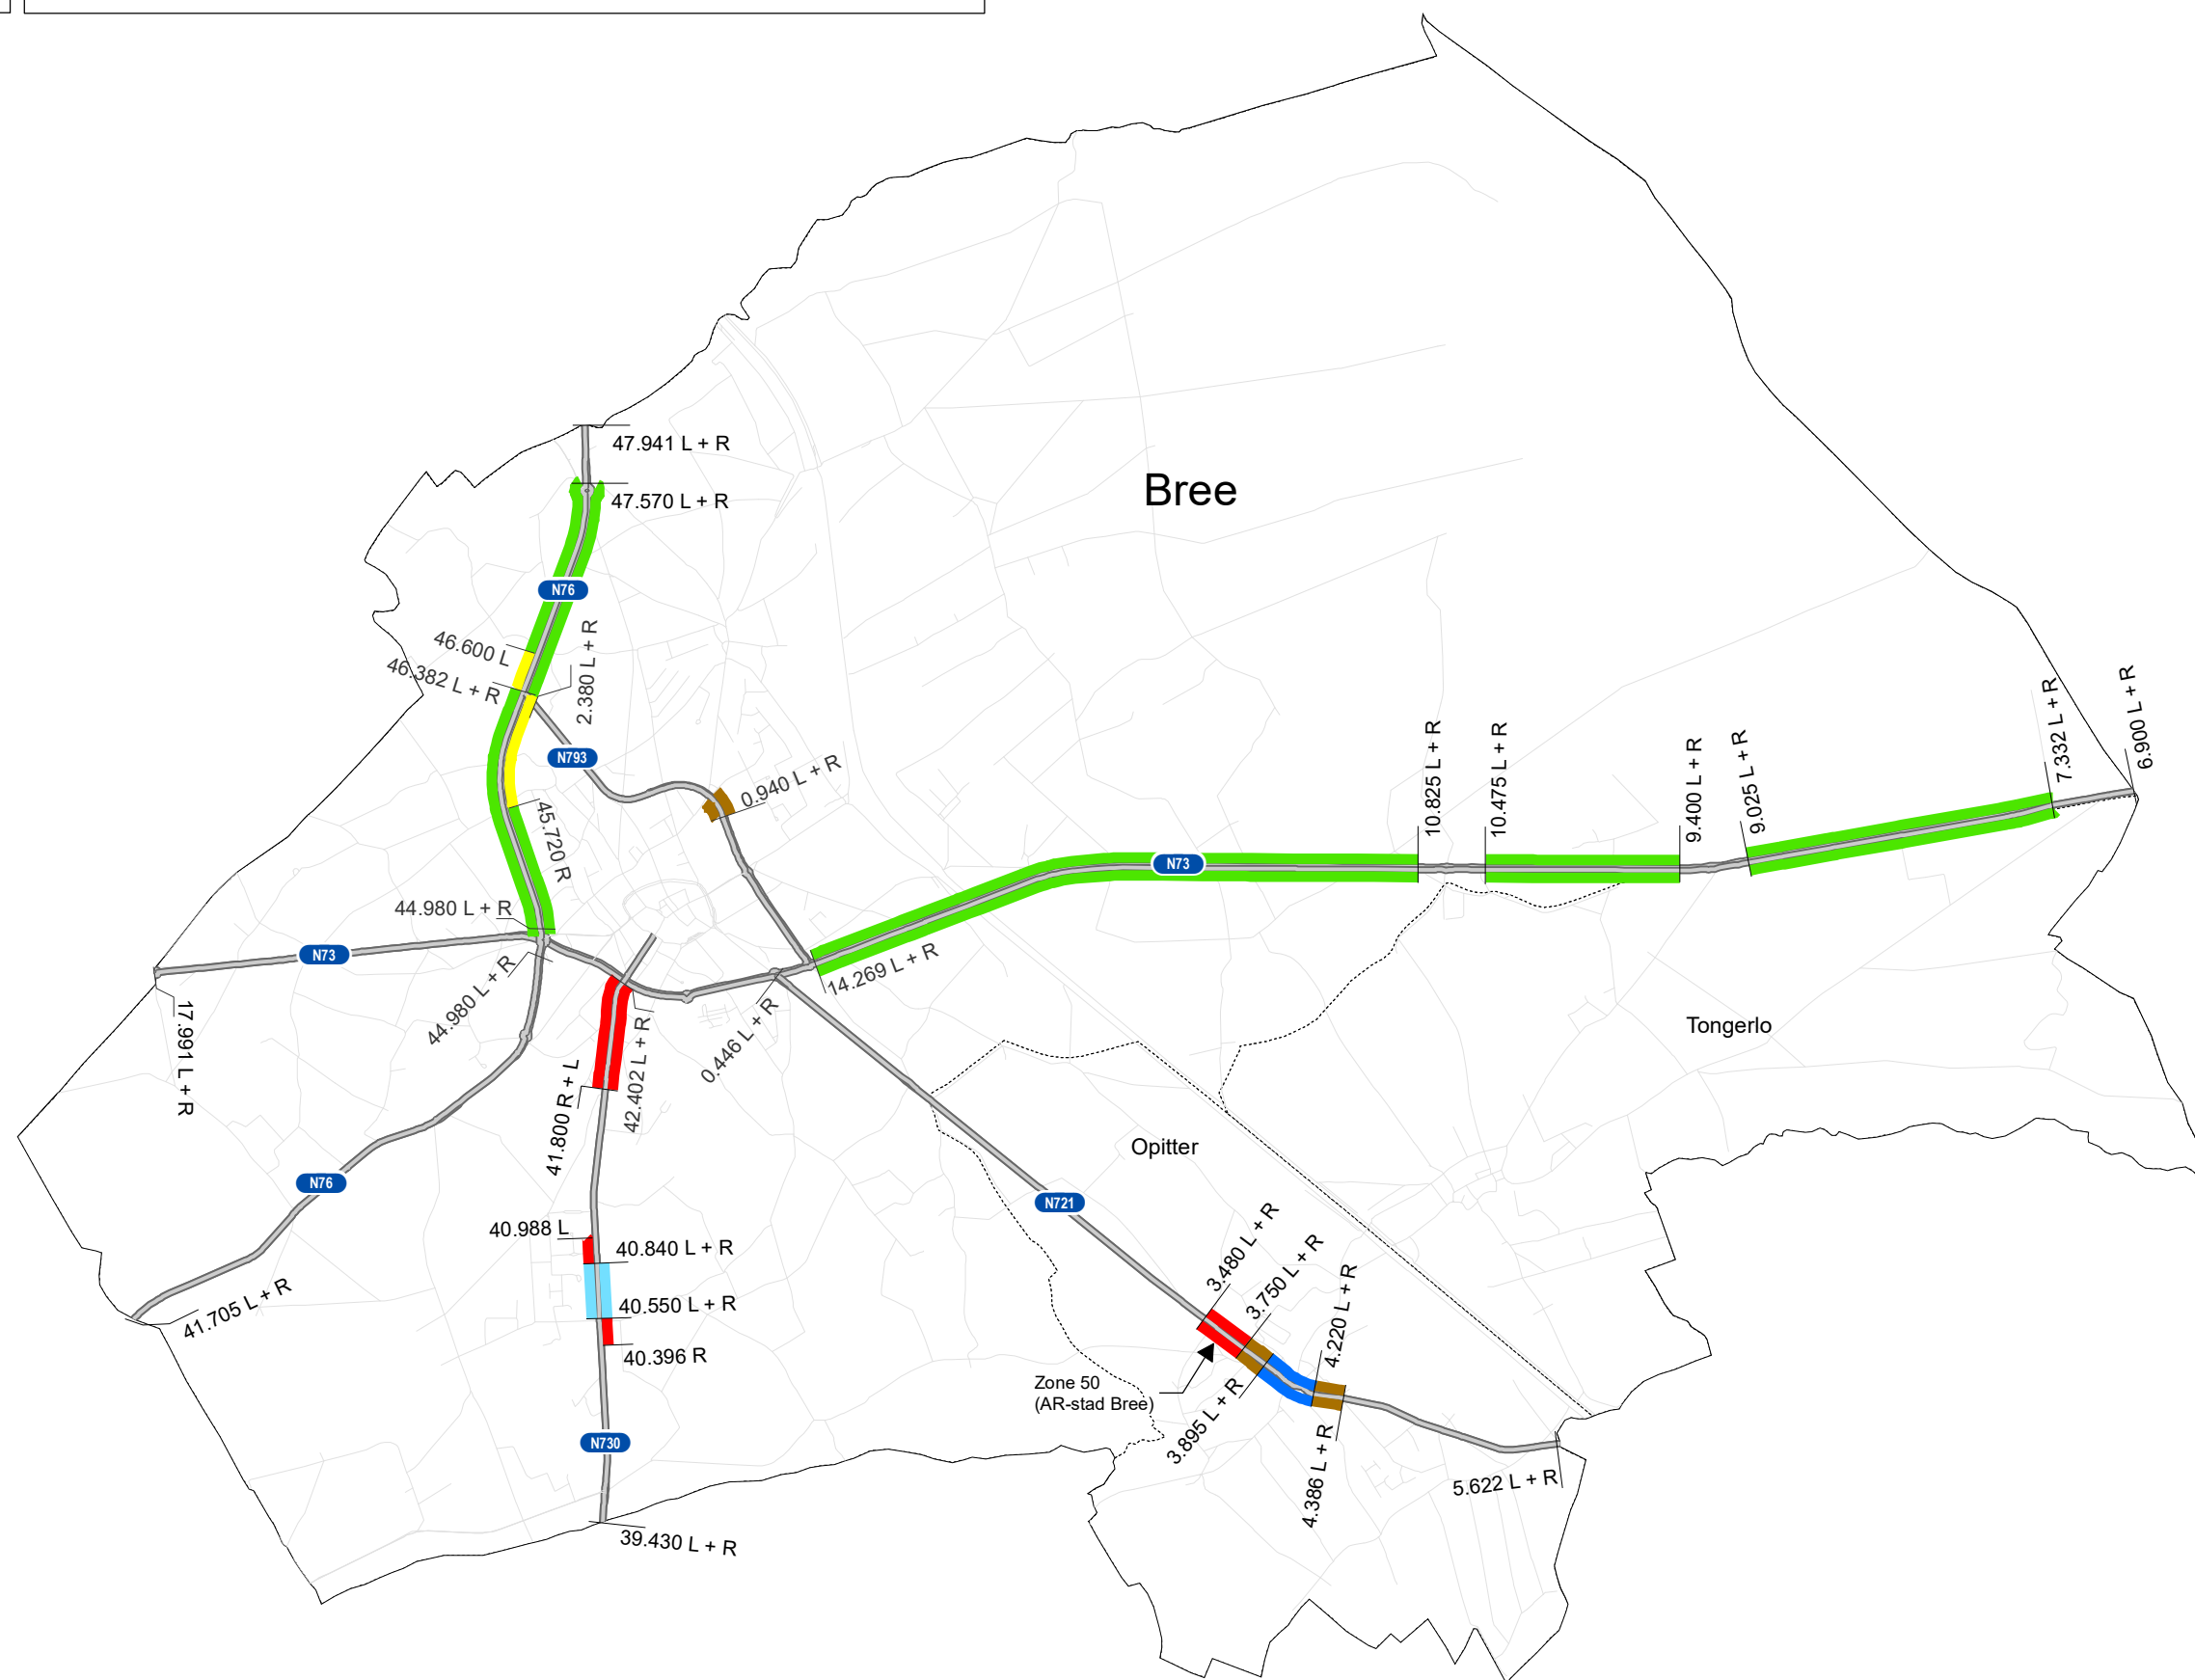 47.941 L + R
Bree
47.570 L + R
N76
46.600 L
46.382 L + R
2.380 L + R
N793
0.940 L + R
45.720 R
10.825 L + R
10.475 L + R
9.400 L + R
9.025 L + R
7.332 L + R
6.900 L + R
N73
44.980 L + R
N73
14.269 L + R
44.980 L + R
17.991 L + R
0.446 L + R
42.402 L + R
41.800 R + L
Tongerlo
Opitter
N76
N721
40.988 L
40.840 L + R
3.480 L + R
3.750 L + R
40.550 L + R
41.705 L + R
4.220 L + R
40.396 R
Zone 50
(AR-stad Bree)
3.895 L + R
N730
4.386 L + R
5.622 L + R
39.430 L + R